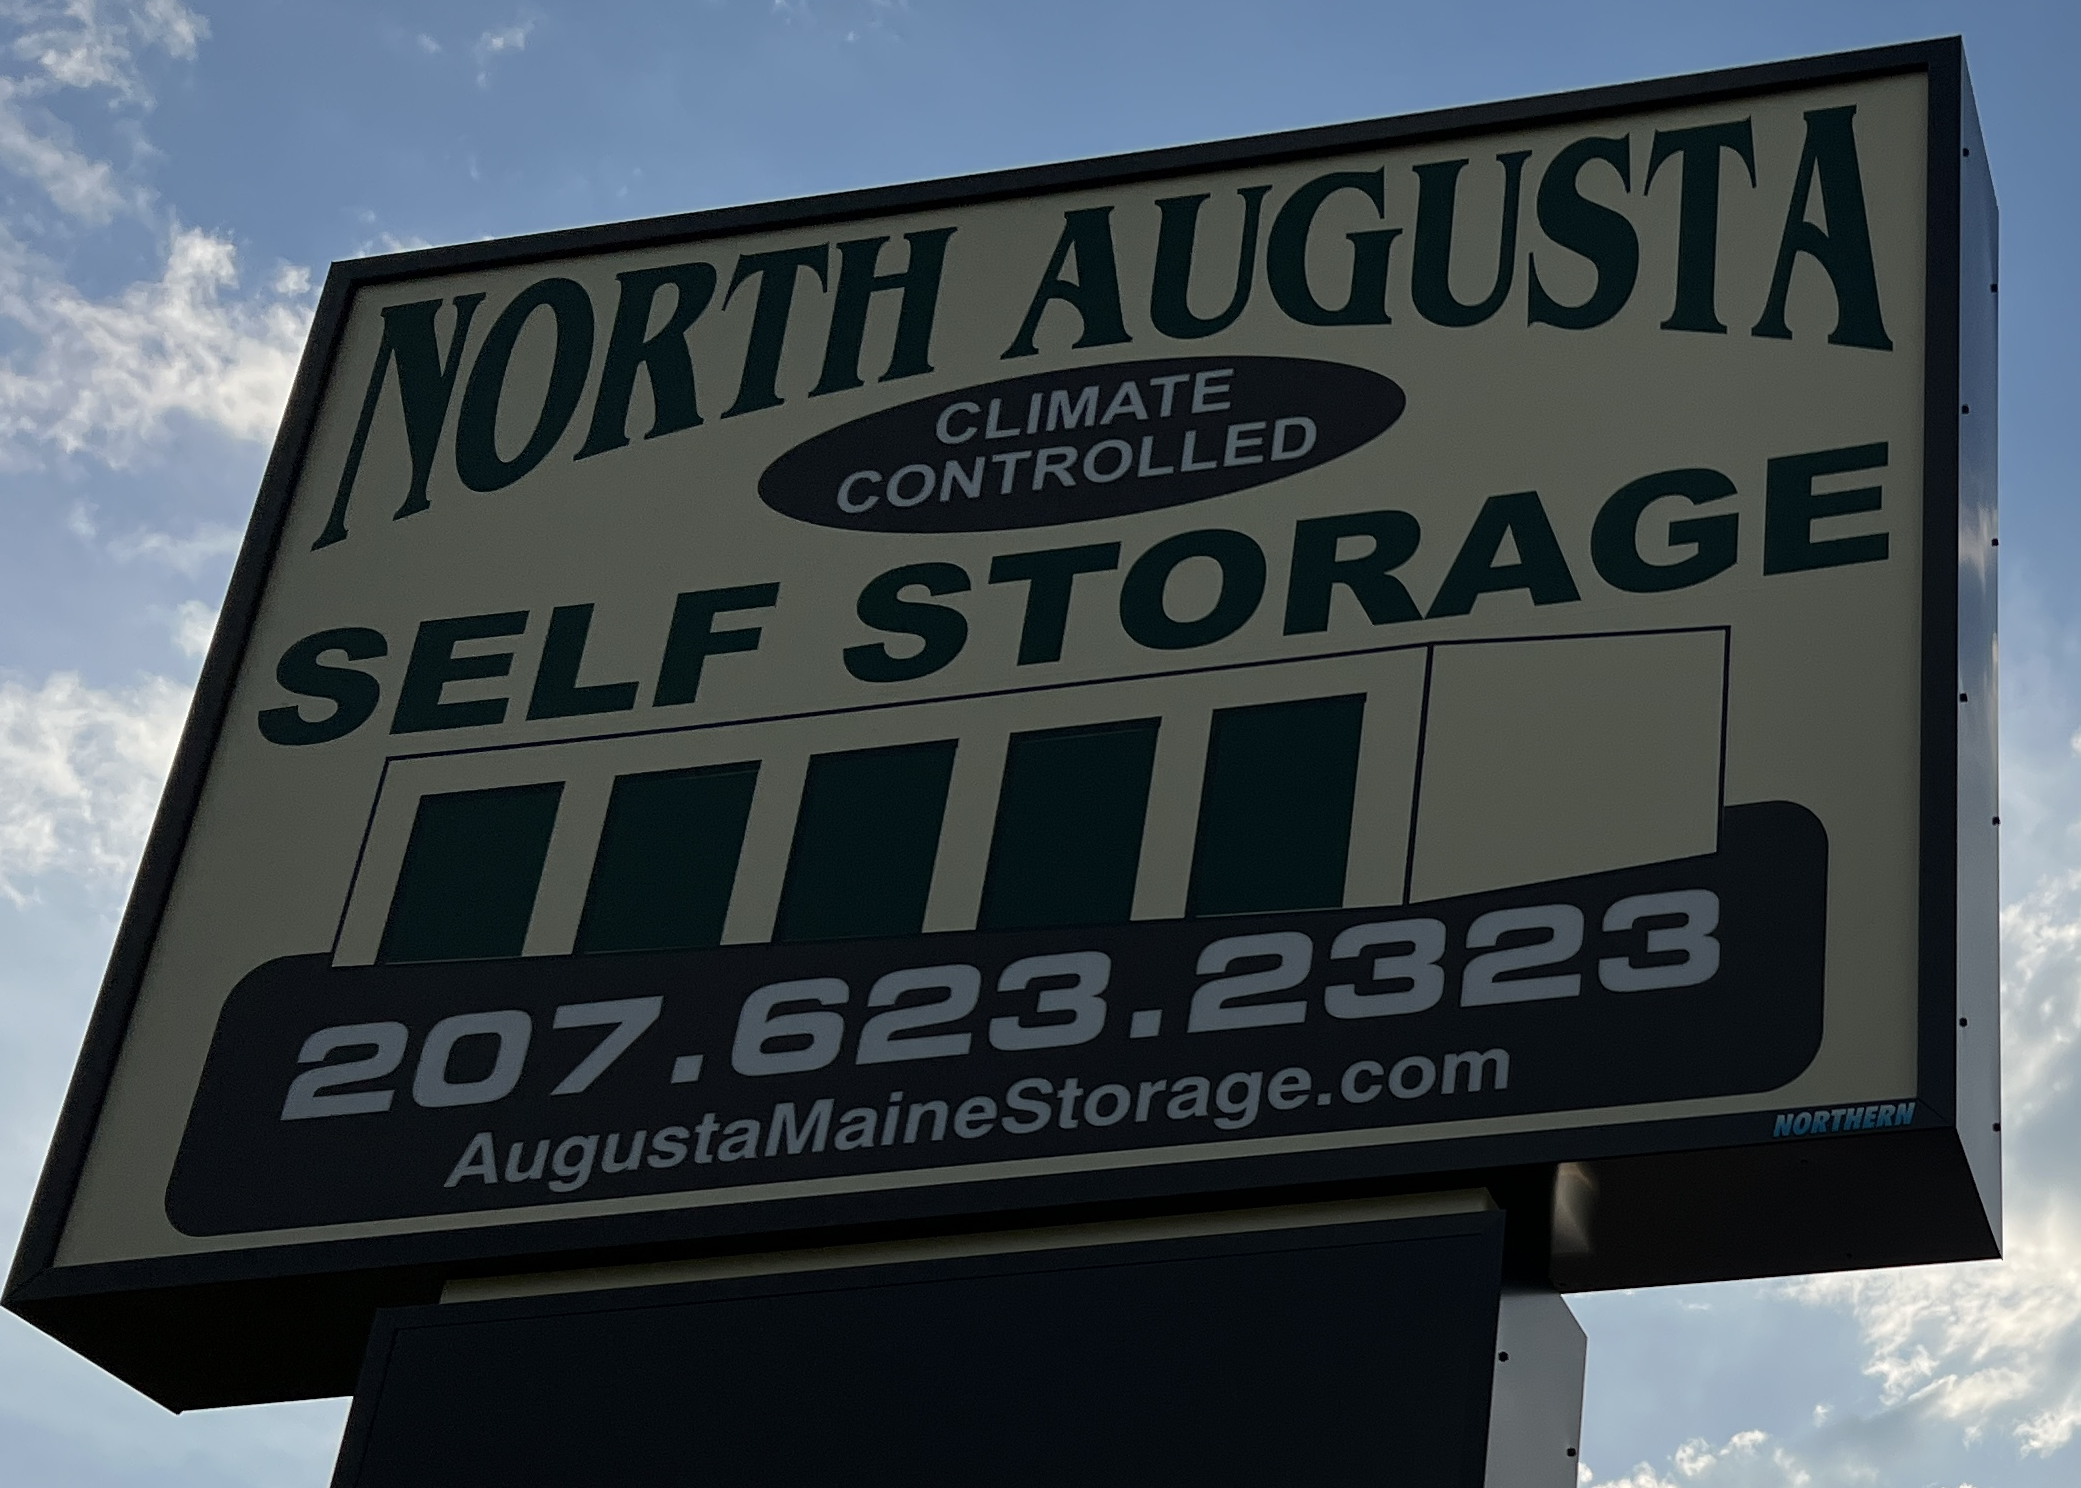 NORTH AUGUSTA
CLIMATE
CONTROLLED
SELF STORAGE
207.623.2323
AugustaMaineStorage.com
NORTHERN